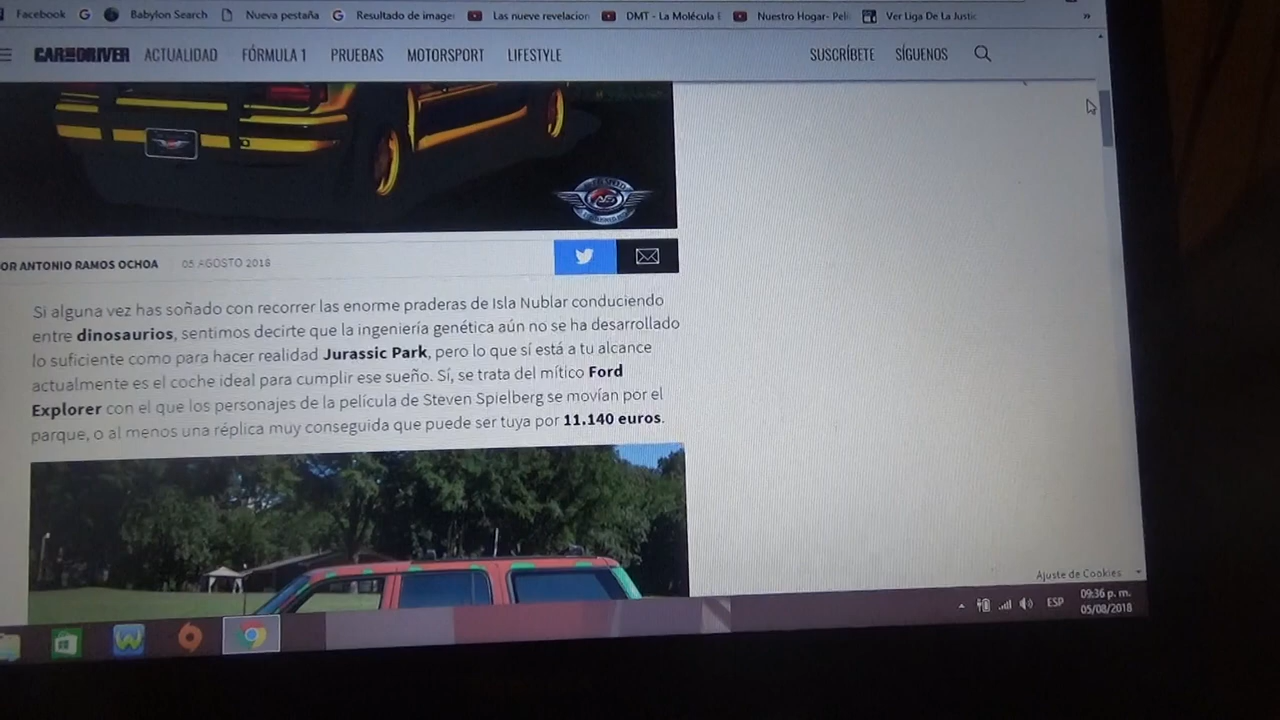 Facebook
Babylon Search
Nueva pestaña
Resultado de image
Las nueve revelacion
DMT - La Molécula
Nuestro Hogar- Peli
Ver Liga De La Justic
»
CAR AND DRIVER
ACTUALIDAD
FÓRMULA 1
PRUEBAS
MOTORSPORT
LIFESTYLE
SUSCRÍBETE
SÍGUENOS
OR ANTONIO RAMOS OCHOA
05 AGOSTO 2018
Si alguna vez has soñado con recorrer las enorme praderas de Isla Nublar conduciendo
entre dinosaurios, sentimos decirte que la ingeniería genética aún no se ha desarrollado
lo suficiente como para hacer realidad Jurassic Park, pero lo que sí está a tu alcance
actualmente es el coche ideal para cumplir ese sueño. Sí, se trata del mítico Ford
Explorer con el que los personajes de la película de Steven Spielberg se movían por el
parque, o al menos una réplica muy conseguida que puede ser tuya por 11.140 euros.
Ajuste de Cookies
ESP
09:36 p. m.
05/08/2018